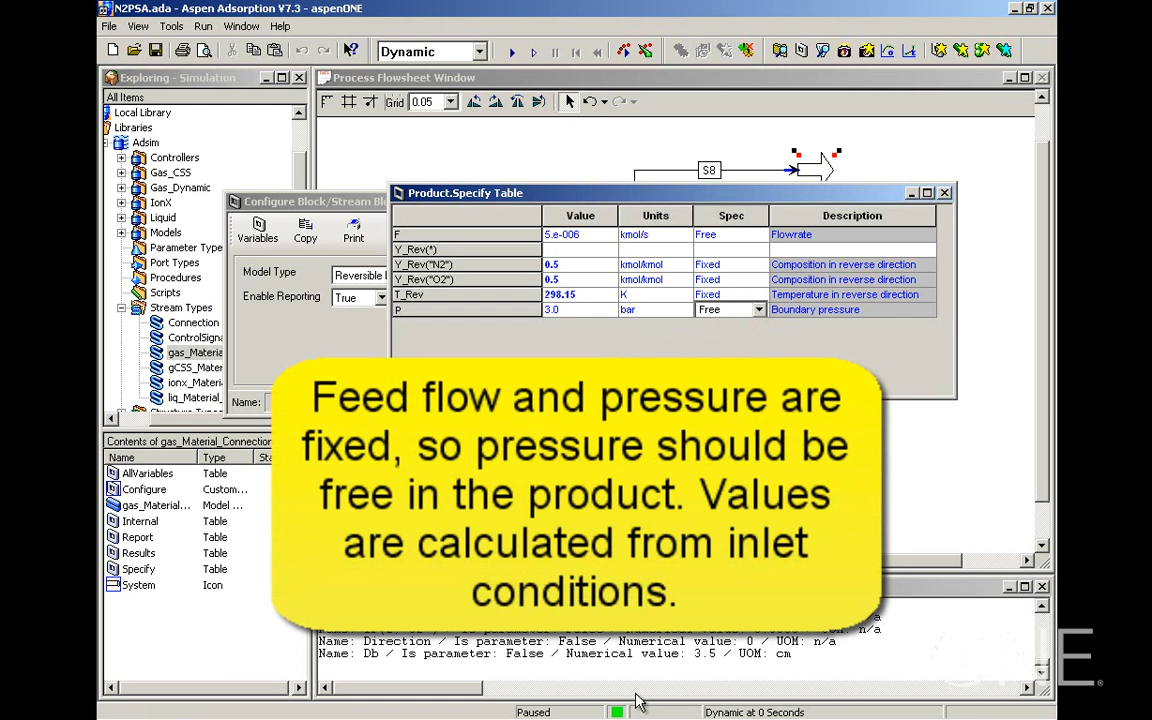 N2PSA.ada - Aspen Adsorption V7.3 - aspenONE
File Edit View Tools Run Window Help
Dynamic
Exploring - Simulation
All Items
Local Library
Libraries
Adsim
Controllers
Gas_CSS
Gas_Dynamic
IonX
Liquid
Models
Parameter Type
Port Types
Procedures
Scripts
Stream Types
Connection
ControlSigna
gas_Materia
gCSS_Mater
ionx_Materi
liq_Material_
Process Flowsheet Window
Grid 0.05
S8
Configure Block/Stream Bl
Variables Copy Print
Model Type Reversible
Enable Reporting True
Name:
Product.Specify Table
Value Units Spec Description
F 5.e-006 kmol/s Free Flowrate
Y_Rev(*)
Y_Rev("N2") 0.5 kmol/kmol Fixed Composition in reverse direction
Y_Rev("O2") 0.5 kmol/kmol Fixed Composition in reverse direction
T_Rev 298.15 K Fixed Temperature in reverse direction
P 3.0 bar Free Boundary pressure
Feed flow and pressure are
fixed, so pressure should be
free in the product. Values
are calculated from inlet
conditions.
Contents of gas_Material_Connection
Name Type Sta
AllVariables Table
Configure Custom...
gas_Material... Model ...
Internal Table
Report Table
Results Table
Specify Table
System Icon
Name: Direction / Is parameter: False / Numerical value: 0 / UOM: n/a
Name: Db / Is parameter: False / Numerical value: 3.5 / UOM: cm
Paused Dynamic at 0 Seconds